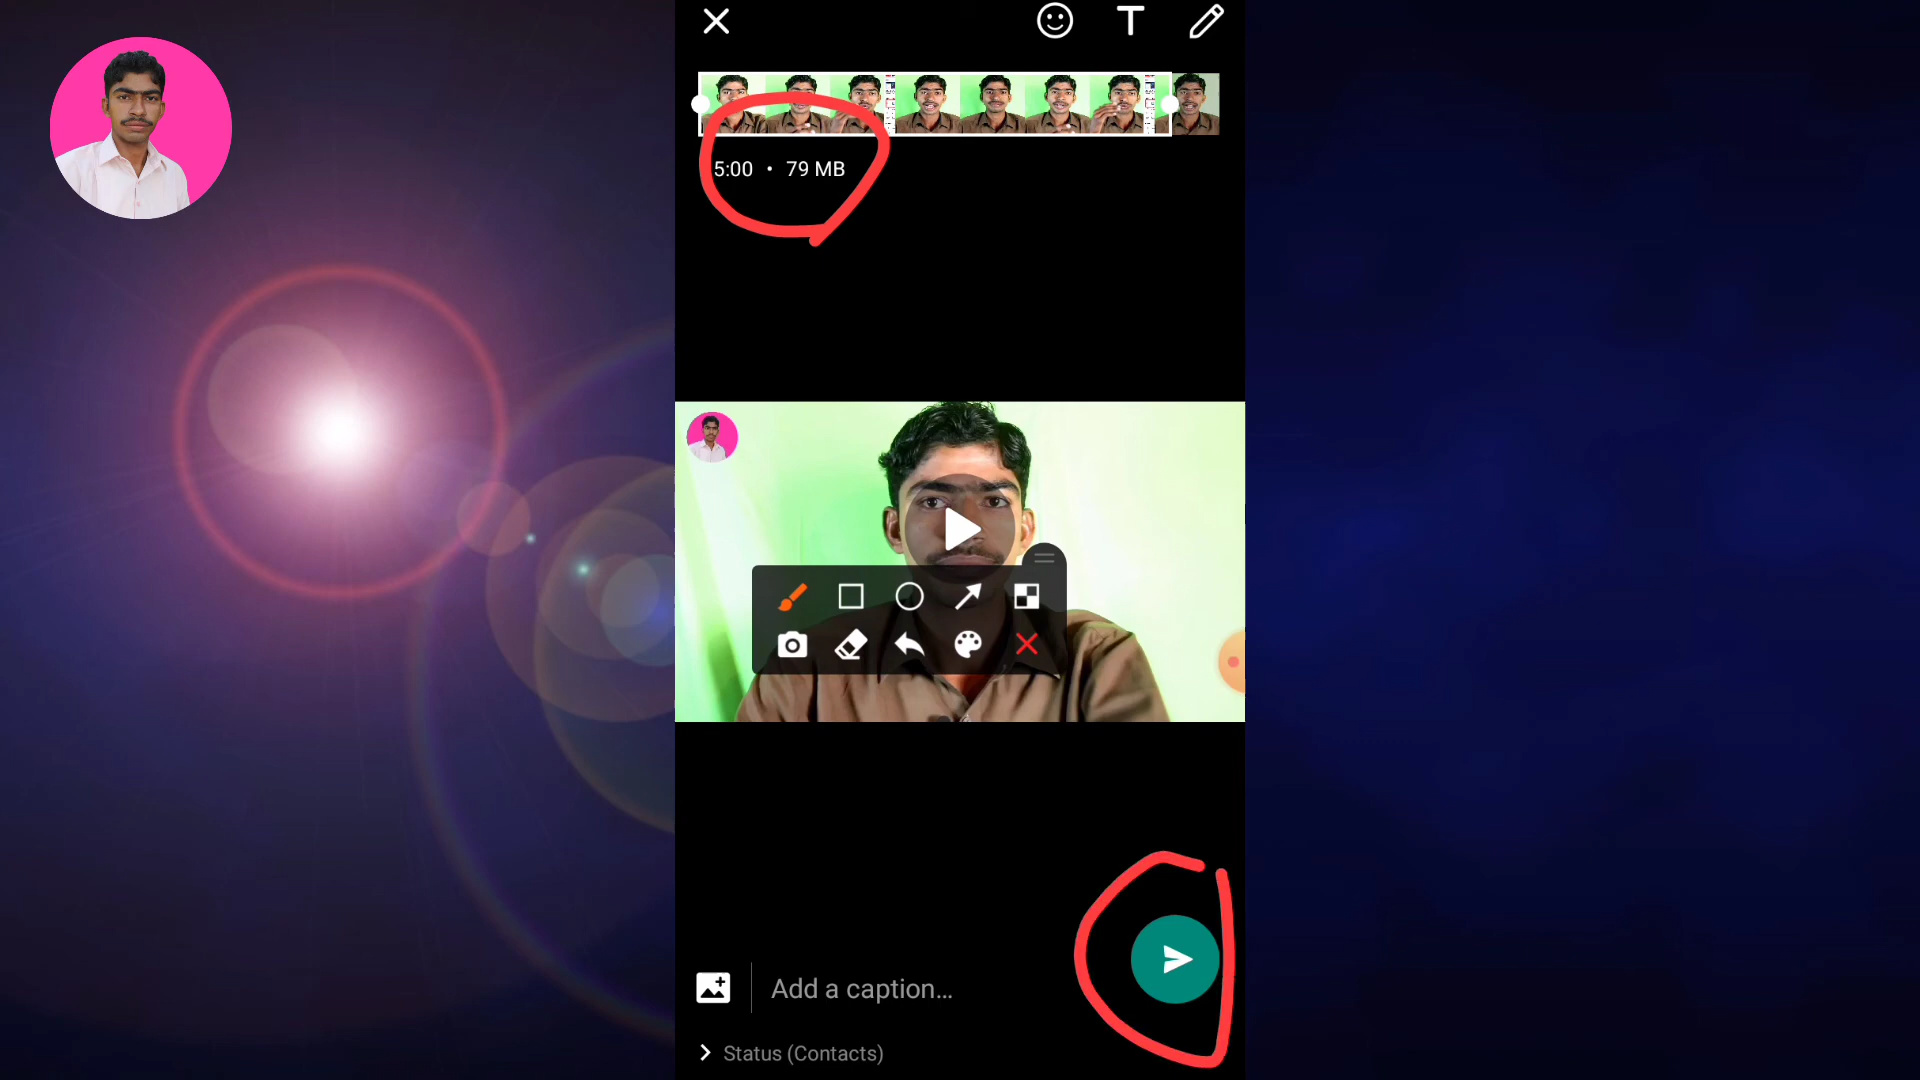 T
5:00 • 79 MB
Add a caption...
Status (Contacts)